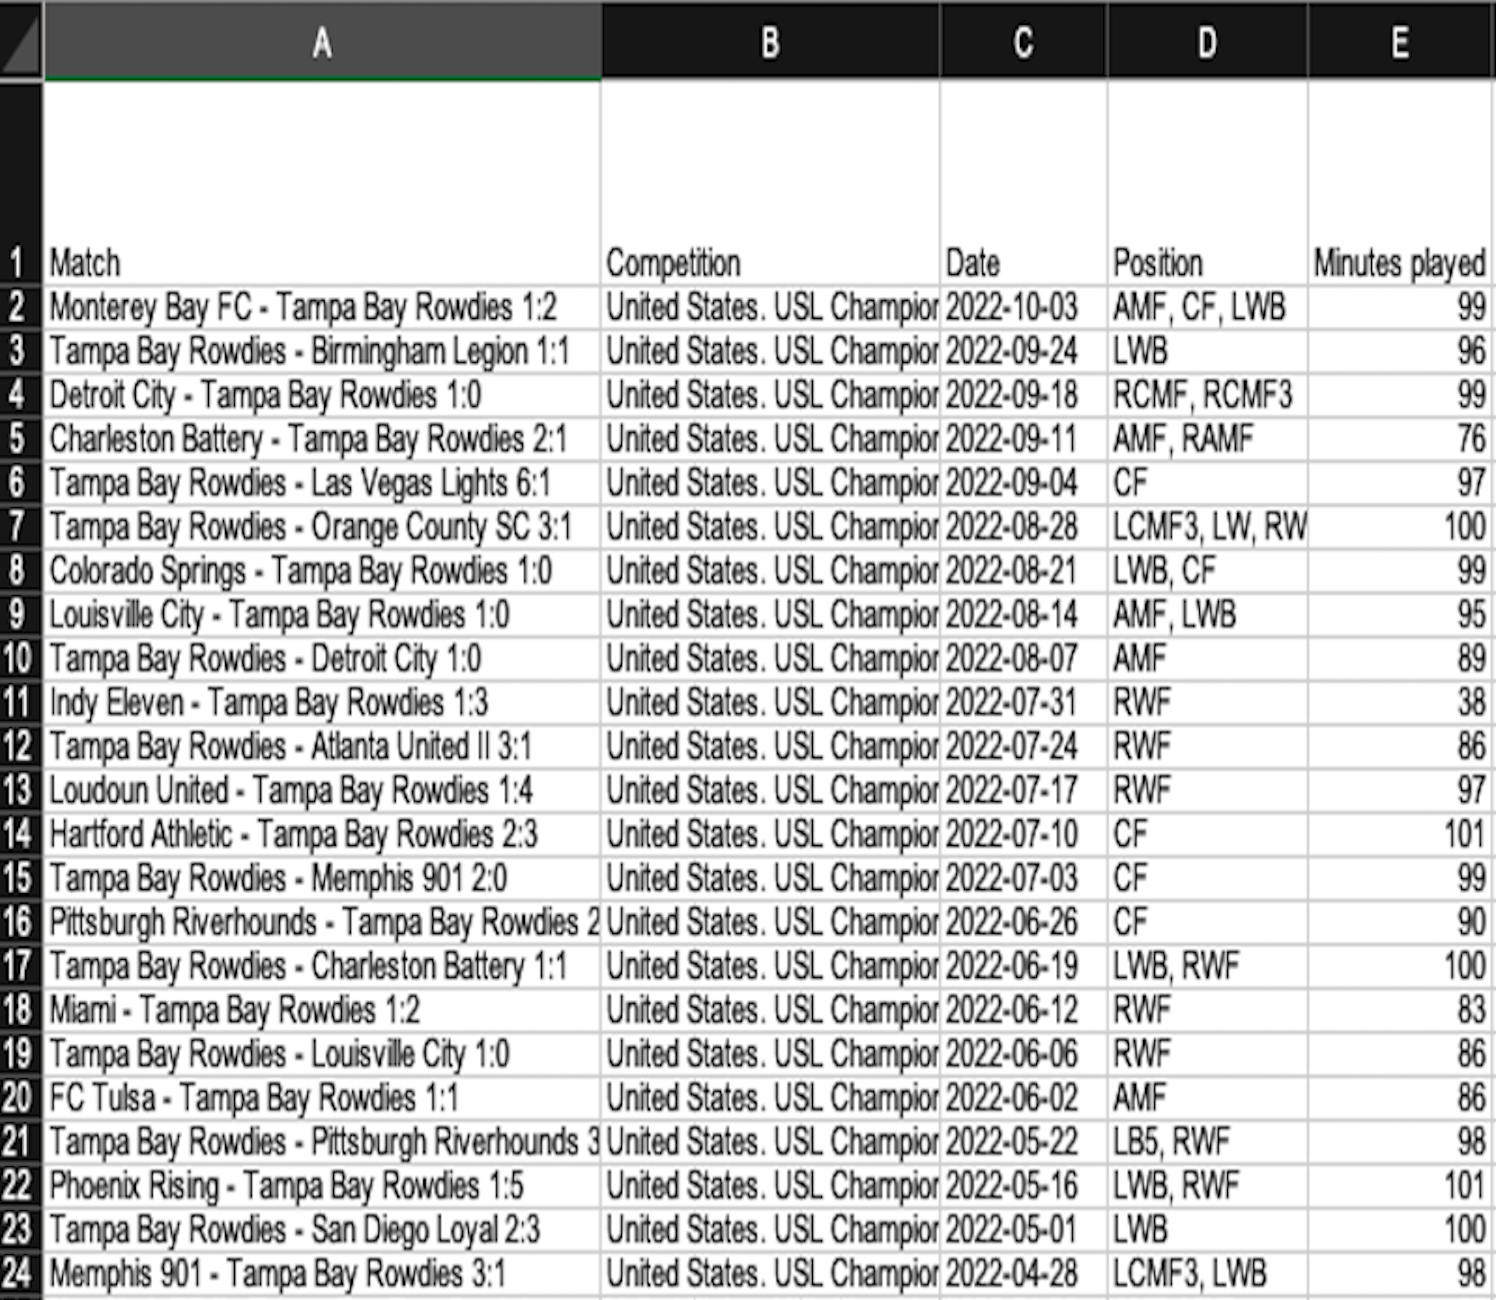 A B C D E
1 Match Competition Date Position Minutes played
2 Monterey Bay FC - Tampa Bay Rowdies 1:2 United States. USL Champior 2022-10-03 AMF, CF, LWB 99
3 Tampa Bay Rowdies - Birmingham Legion 1:1 United States. USL Champior 2022-09-24 LWB 96
4 Detroit City - Tampa Bay Rowdies 1:0 United States. USL Champior 2022-09-18 RCMF, RCMF3 99
5 Charleston Battery - Tampa Bay Rowdies 2:1 United States. USL Champior 2022-09-11 AMF, RAMF 76
6 Tampa Bay Rowdies - Las Vegas Lights 6:1 United States. USL Champior 2022-09-04 CF 97
7 Tampa Bay Rowdies - Orange County SC 3:1 United States. USL Champior 2022-08-28 LCMF3, LW, RW 100
8 Colorado Springs - Tampa Bay Rowdies 1:0 United States. USL Champior 2022-08-21 LWB, CF 99
9 Louisville City - Tampa Bay Rowdies 1:0 United States. USL Champior 2022-08-14 AMF, LWB 95
10 Tampa Bay Rowdies - Detroit City 1:0 United States. USL Champior 2022-08-07 AMF 89
11 Indy Eleven - Tampa Bay Rowdies 1:3 United States. USL Champior 2022-07-31 RWF 38
12 Tampa Bay Rowdies - Atlanta United II 3:1 United States. USL Champior 2022-07-24 RWF 86
13 Loudoun United - Tampa Bay Rowdies 1:4 United States. USL Champior 2022-07-17 RWF 97
14 Hartford Athletic - Tampa Bay Rowdies 2:3 United States. USL Champior 2022-07-10 CF 101
15 Tampa Bay Rowdies - Memphis 901 2:0 United States. USL Champior 2022-07-03 CF 99
16 Pittsburgh Riverhounds - Tampa Bay Rowdies 2 United States. USL Champior 2022-06-26 CF 90
17 Tampa Bay Rowdies - Charleston Battery 1:1 United States. USL Champior 2022-06-19 LWB, RWF 100
18 Miami - Tampa Bay Rowdies 1:2 United States. USL Champior 2022-06-12 RWF 83
19 Tampa Bay Rowdies - Louisville City 1:0 United States. USL Champior 2022-06-06 RWF 86
20 FC Tulsa - Tampa Bay Rowdies 1:1 United States. USL Champior 2022-06-02 AMF 86
21 Tampa Bay Rowdies - Pittsburgh Riverhounds 3 United States. USL Champior 2022-05-22 LB5, RWF 98
22 Phoenix Rising - Tampa Bay Rowdies 1:5 United States. USL Champior 2022-05-16 LWB, RWF 101
23 Tampa Bay Rowdies - San Diego Loyal 2:3 United States. USL Champior 2022-05-01 LWB 100
24 Memphis 901 - Tampa Bay Rowdies 3:1 United States. USL Champior 2022-04-28 LCMF3, LWB 98